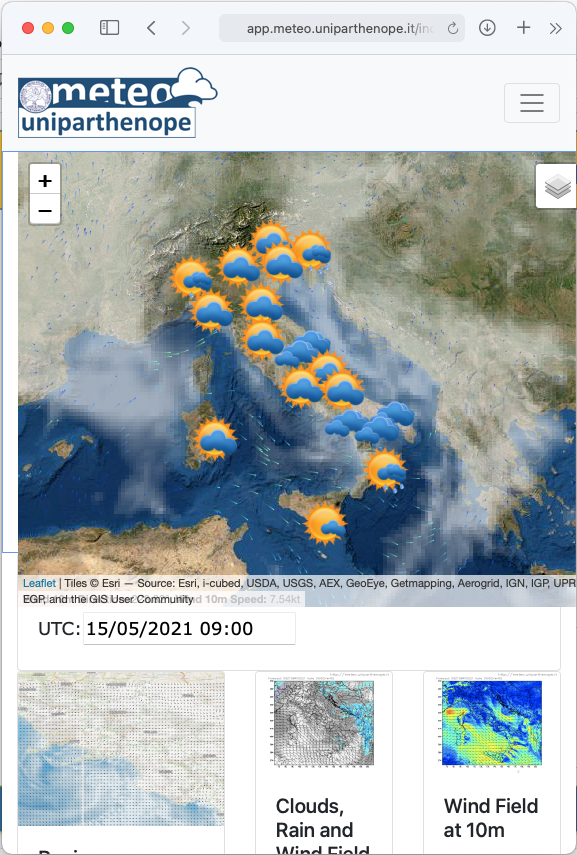 app.meteo.uniparthenope.it/in
meteo
uniparthenope
+
−
Leaflet | Tiles © Esri — Source: Esri, i-cubed, USDA, USGS, AEX, GeoEye, Getmapping, Aerogrid, IGN, IGP, UPR
EGP, and the GIS User Community
10m Speed: 7.54kt
UTC: 15/05/2021 09:00
Clouds,
Rain and
Wind Field
Wind Field
at 10m